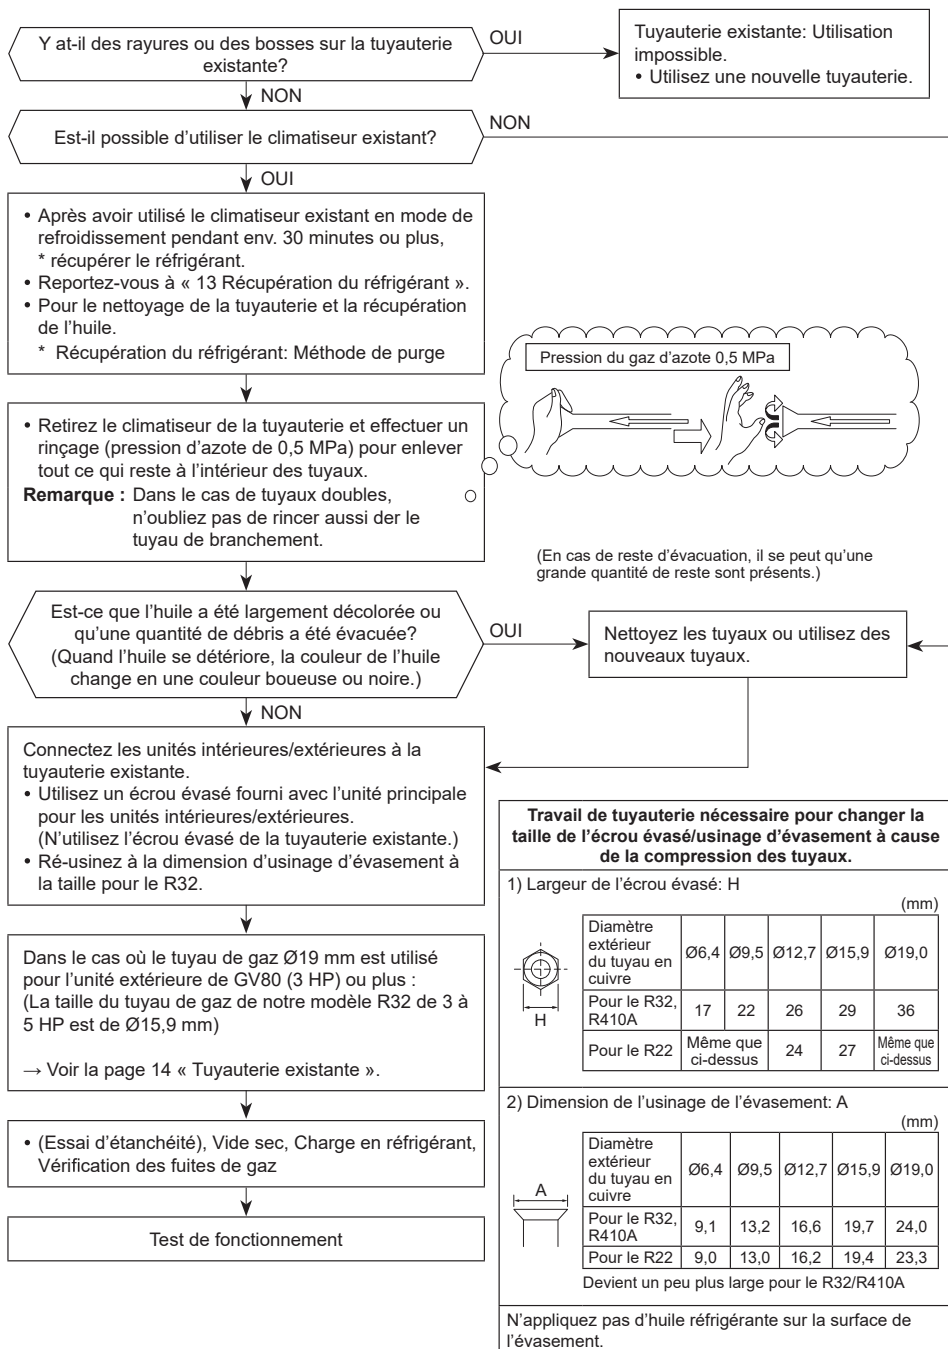 Y at-il des rayures ou des bosses sur la tuyauterie
existante?
OUI
Tuyauterie existante: Utilisation
impossible.
• Utilisez une nouvelle tuyauterie.
NON
Est-il possible d'utiliser le climatiseur existant?
NON
OUI
• Après avoir utilisé le climatiseur existant en mode de
refroidissement pendant env. 30 minutes ou plus,
* récupérer le réfrigérant.
• Reportez-vous à « 13 Récupération du réfrigérant ».
• Pour le nettoyage de la tuyauterie et la récupération
de l'huile.
* Récupération du réfrigérant: Méthode de purge
Pression du gaz d'azote 0,5 MPa
• Retirez le climatiseur de la tuyauterie et effectuer un
rinçage (pression d'azote de 0,5 MPa) pour enlever
tout ce qui reste à l'intérieur des tuyaux.
Remarque : Dans le cas de tuyaux doubles,
n'oubliez pas de rincer aussi der le
tuyau de branchement.
(En cas de reste d'évacuation, il se peut qu'une
grande quantité de reste sont présents.)
Est-ce que l'huile a été largement décolorée ou
qu'une quantité de débris a été évacuée?
(Quand l'huile se détériore, la couleur de l'huile
change en une couleur boueuse ou noire.)
OUI
Nettoyez les tuyaux ou utilisez des
nouveaux tuyaux.
NON
Connectez les unités intérieures/extérieures à la
tuyauterie existante.
• Utilisez un écrou évasé fourni avec l'unité principale
pour les unités intérieures/extérieures.
(N'utilisez l'écrou évasé de la tuyauterie existante.)
• Ré-usinez à la dimension d'usinage d'évasement à
la taille pour le R32.
Dans le cas où le tuyau de gaz Ø19 mm est utilisé
pour l'unité extérieure de GV80 (3 HP) ou plus :
(La taille du tuyau de gaz de notre modèle R32 de 3 à
5 HP est de Ø15,9 mm)
→ Voir la page 14 « Tuyauterie existante ».
• (Essai d'étanchéité), Vide sec, Charge en réfrigérant,
Vérification des fuites de gaz
Test de fonctionnement
Travail de tuyauterie nécessaire pour changer la
taille de l'écrou évasé/usinage d'évasement à cause
de la compression des tuyaux.
1) Largeur de l'écrou évasé: H
(mm)
H
Diamètre
extérieur
du tuyau en
cuivre
Ø6,4 Ø9,5 Ø12,7 Ø15,9 Ø19,0
Pour le R32,
R410A
17 22 26 29 36
Pour le R22
Même que
ci-dessus
24 27
Même que
ci-dessus
2) Dimension de l'usinage de l'évasement: A
(mm)
A
Diamètre
extérieur
du tuyau en
cuivre
Ø6,4 Ø9,5 Ø12,7 Ø15,9 Ø19,0
Pour le R32,
R410A
9,1 13,2 16,6 19,7 24,0
Pour le R22 9,0 13,0 16,2 19,4 23,3
Devient un peu plus large pour le R32/R410A
N'appliquez pas d'huile réfrigérante sur la surface de
l'évasement.